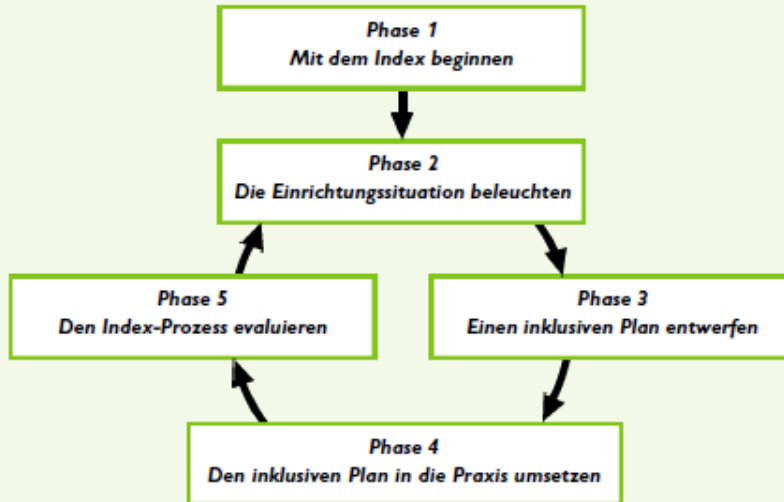 Phase 1
Mit dem Index beginnen
Phase 2
Die Einrichtungssituation beleuchten
Phase 5
Den Index-Prozess evaluieren
Phase 3
Einen inklusiven Plan entwerfen
Phase 4
Den inklusiven Plan in die Praxis umsetzen